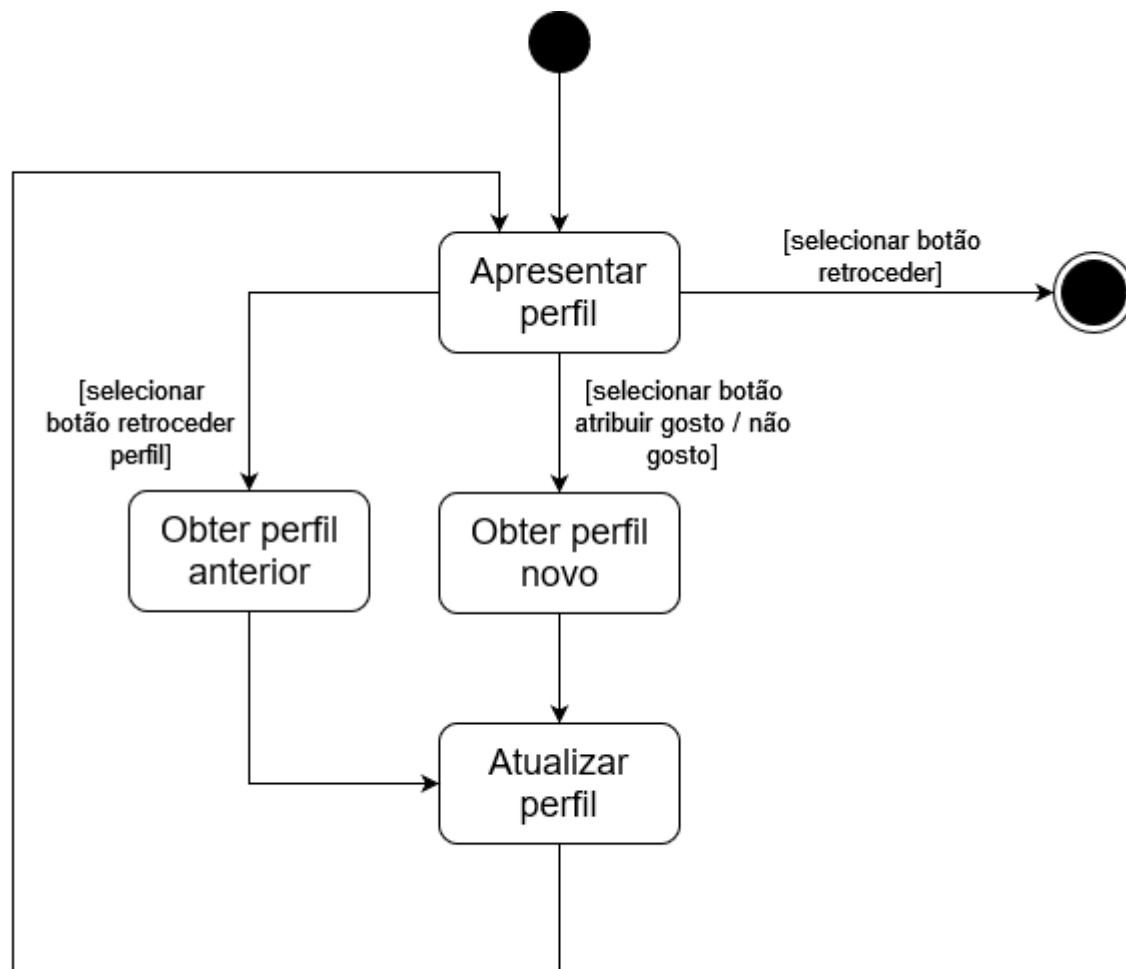 Apresentar
perfil
[selecionar botão
retroceder]
[selecionar
botão retroceder
perfil]
[selecionar botão
atribuir gosto / não
gosto]
Obter perfil
anterior
Obter perfil
novo
Atualizar
perfil